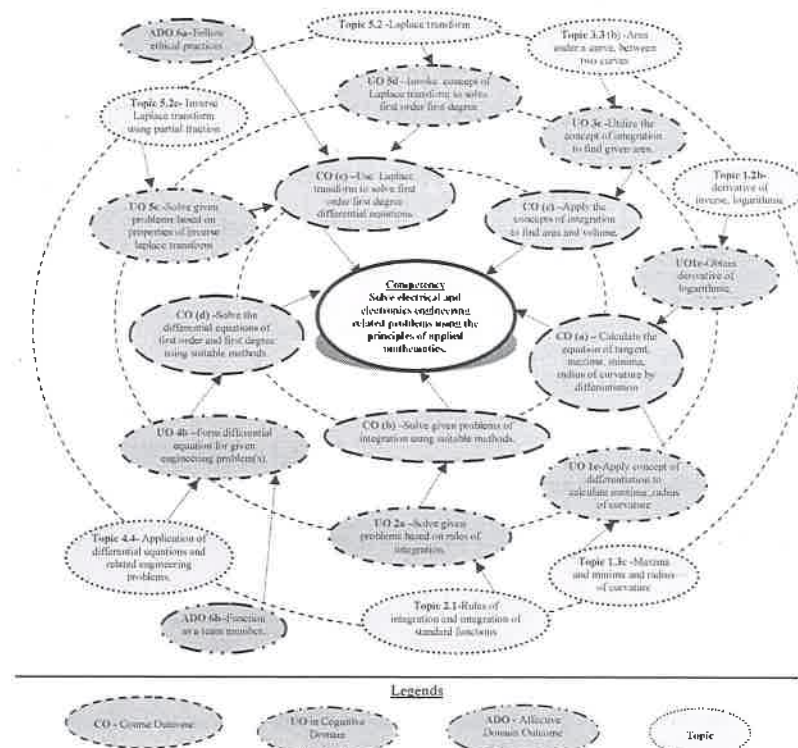 ADO 6a-Follow
ethical practices
Topic 5.2 -Laplace transform
Topic 3.3 (b) -Area
under a curve, between
two curves
UO 5d - Invoke concept of
Laplace transform to solve
first order first degree
Topic 5.2c- Inverse
Laplace transform
using partial fraction
UO 3c -Utilize the
concept of integration
to find given area.
CO (e) –Use Laplace
transform to solve first
order first degree
differential equations.
Topic 1.2b-
derivative of
inverse, logarithmic
UO 5c -Solve given
problems based on
properties of inverse
laplace transform
CO (c) –Apply the
concepts of integration
to find area and volume.
UO1c-Obtain
derivative of
logarithmic.
Competency
Solve electrical and
electronics engineering
related problems using the
principles of applied
mathematics.
CO (d) -Solve the
differential equations of
first order and first degree
using suitable methods.
CO (a) – Calculate the
equation of tangent,
maxima, minima,
radius of curvature by
differentiation
UO 4b –Form differential
equation for given
engineering problem(s).
CO (b) -Solve given problems of
integration using suitable methods.
UO 1e-Apply concept of
differentiation to
calculate maxima ,radius
of curvature
UO 2a –Solve given
problems based on rules of
integration.
Topic 4.4- Application of
differential equations and
related engineering
problems.
Topic 1.3c -Maxima
and minima and radius
of curvature
ADO 6b–Function
as a team member.
Topic 2.1-Rules of
integration and integration of
standard functions
Legends
CO - Course Outcome
UO in Cognitive
Domain
ADO - Affective
Domain Outcome
Topic